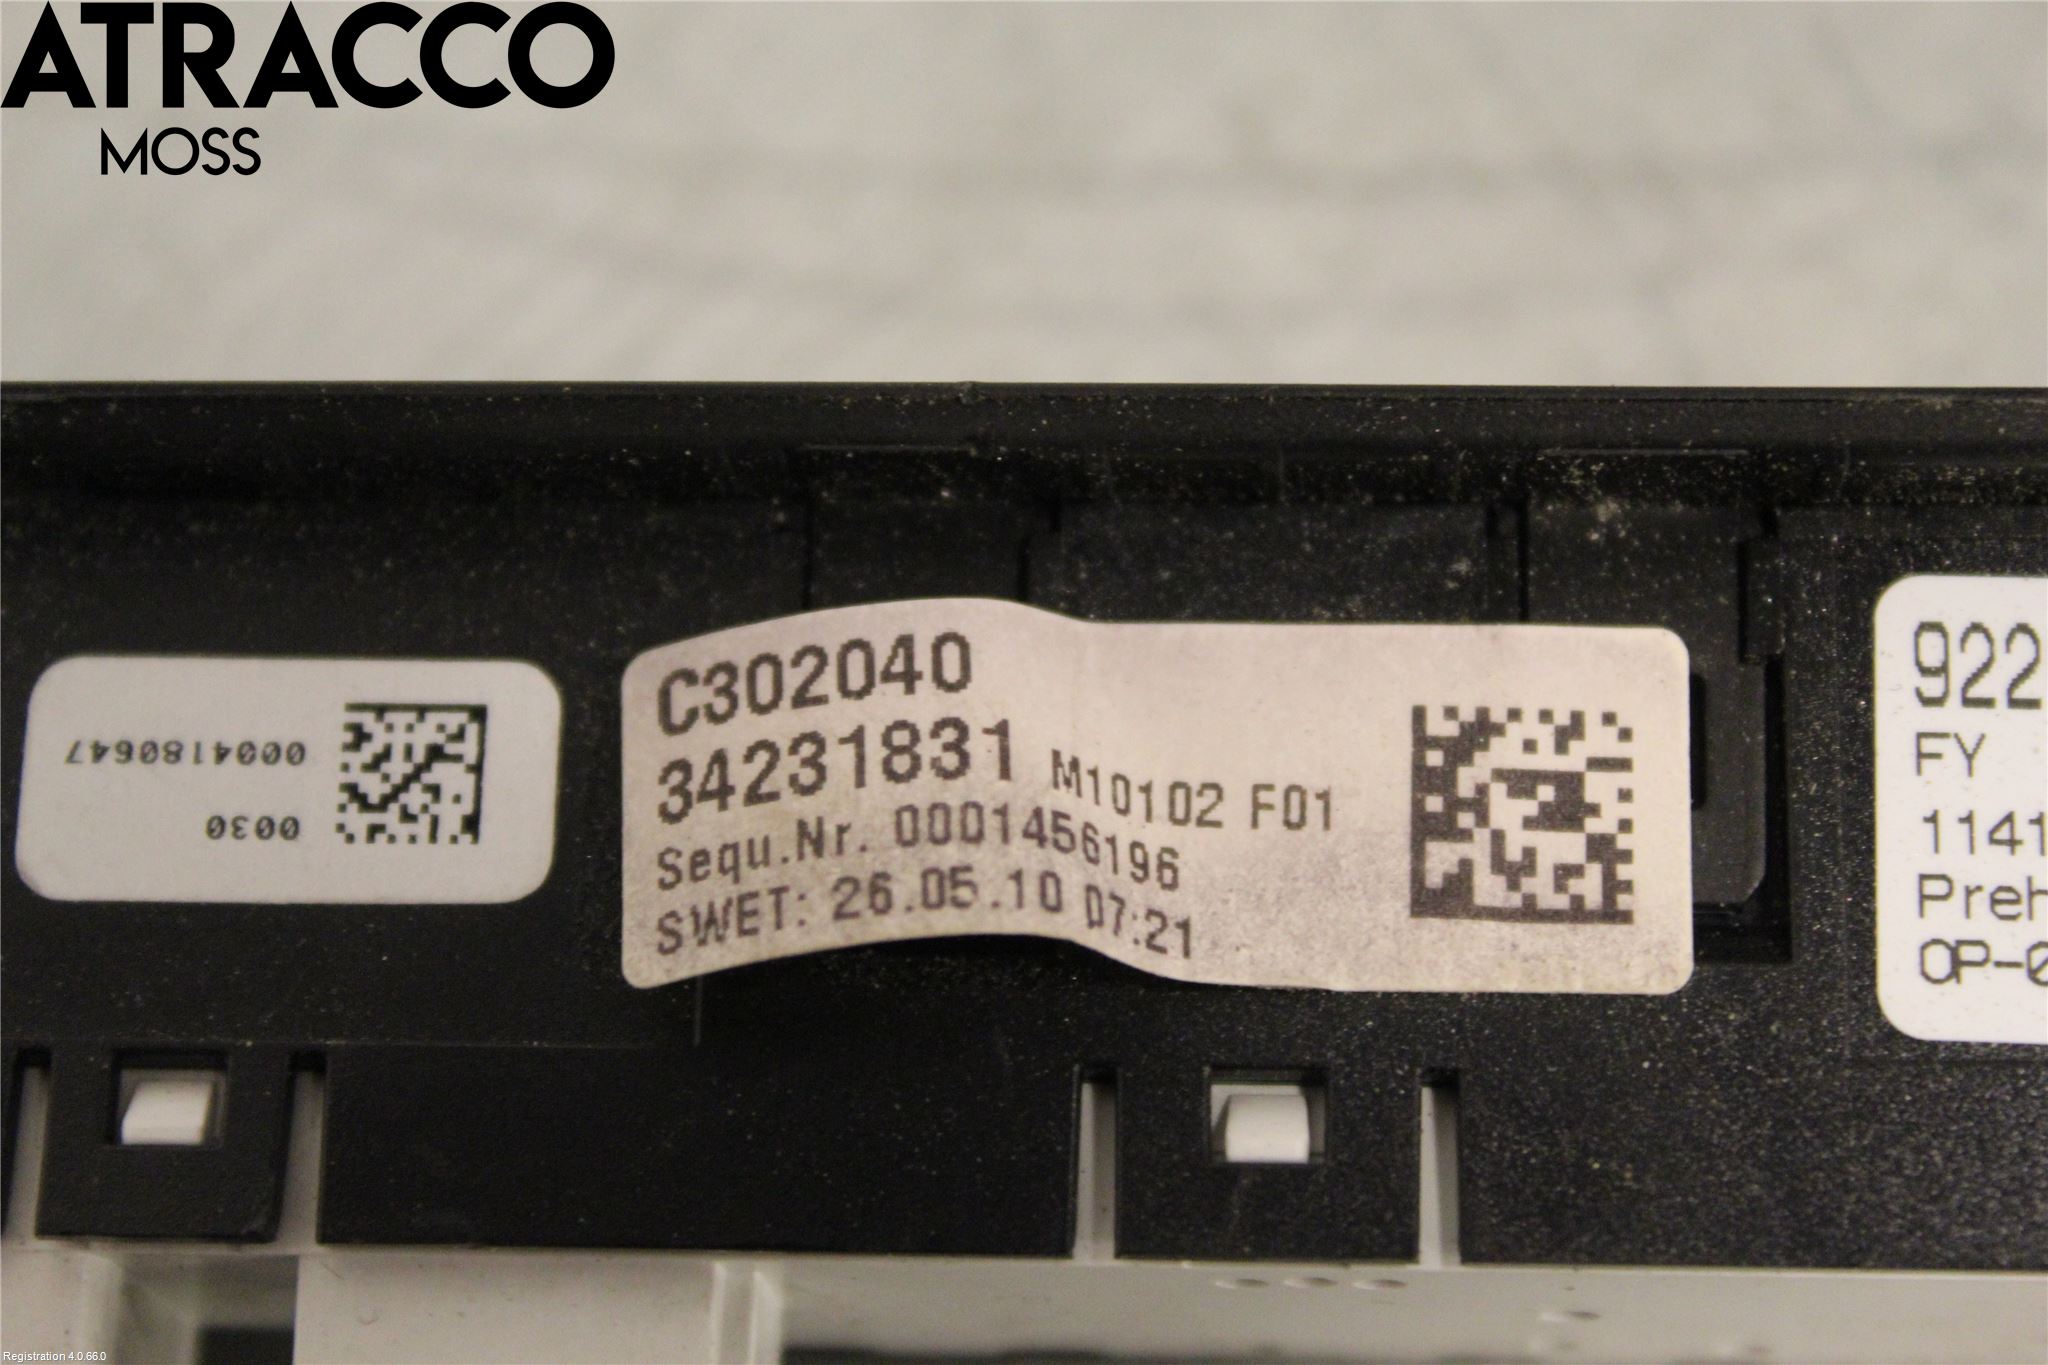 ATRACCO
MOSS
0004180647
0030
C302040
34231831 M10102 F01
Sequ.Nr. 0001456196
SWET: 26.05.10 07:21
922
FY
1141
Preh
OP-0
Registration 4.0.66.0